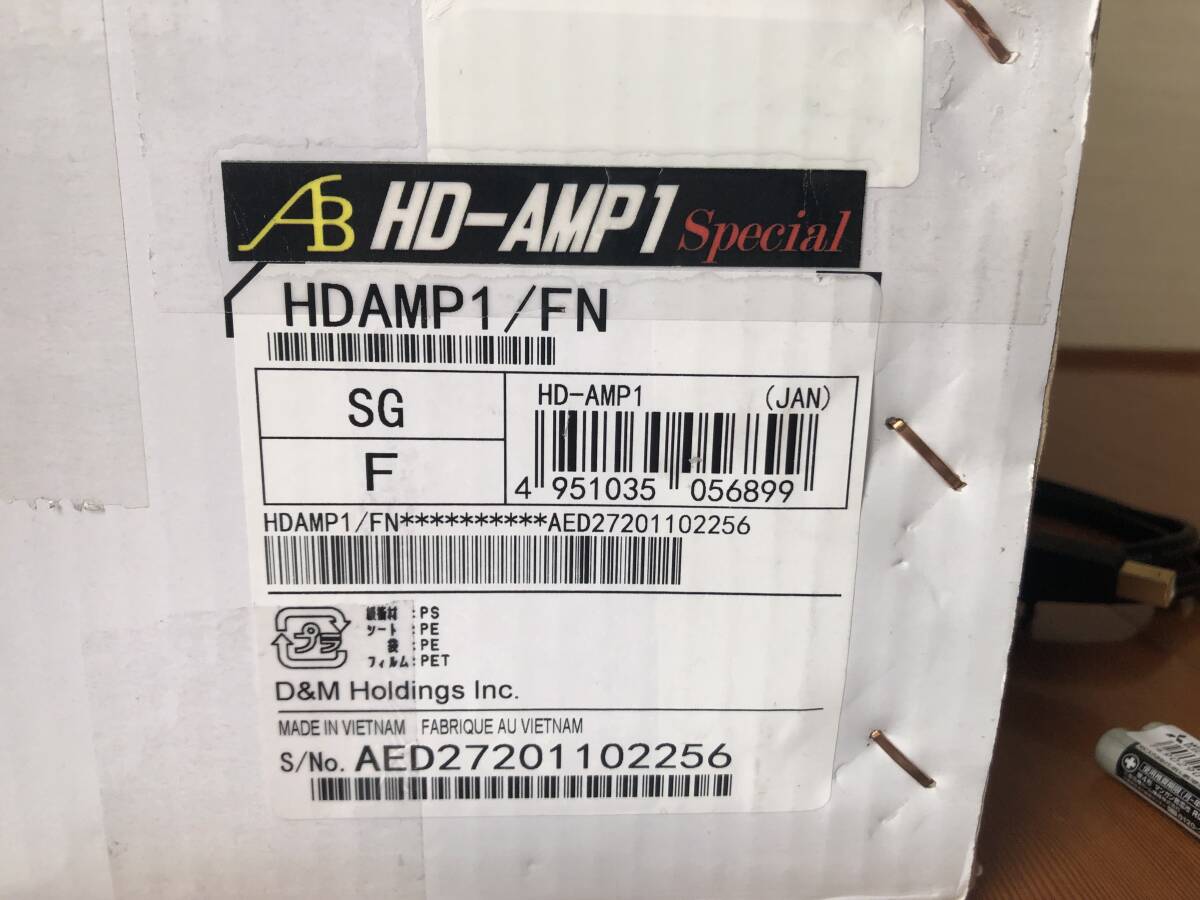 AB HD-AMP1 Special
HDAMP1/FN
SG
F
HD-AMP1 (JAN)
4 951035 056899
HDAMP1/FN**********AED27201102256
プラ
緩衝材 :PS
シート :PE
袋 :PE
フィルム:PET
D&M Holdings Inc.
MADE IN VIETNAM FABRIQUE AU VIETNAM
S/No. AED27201102256